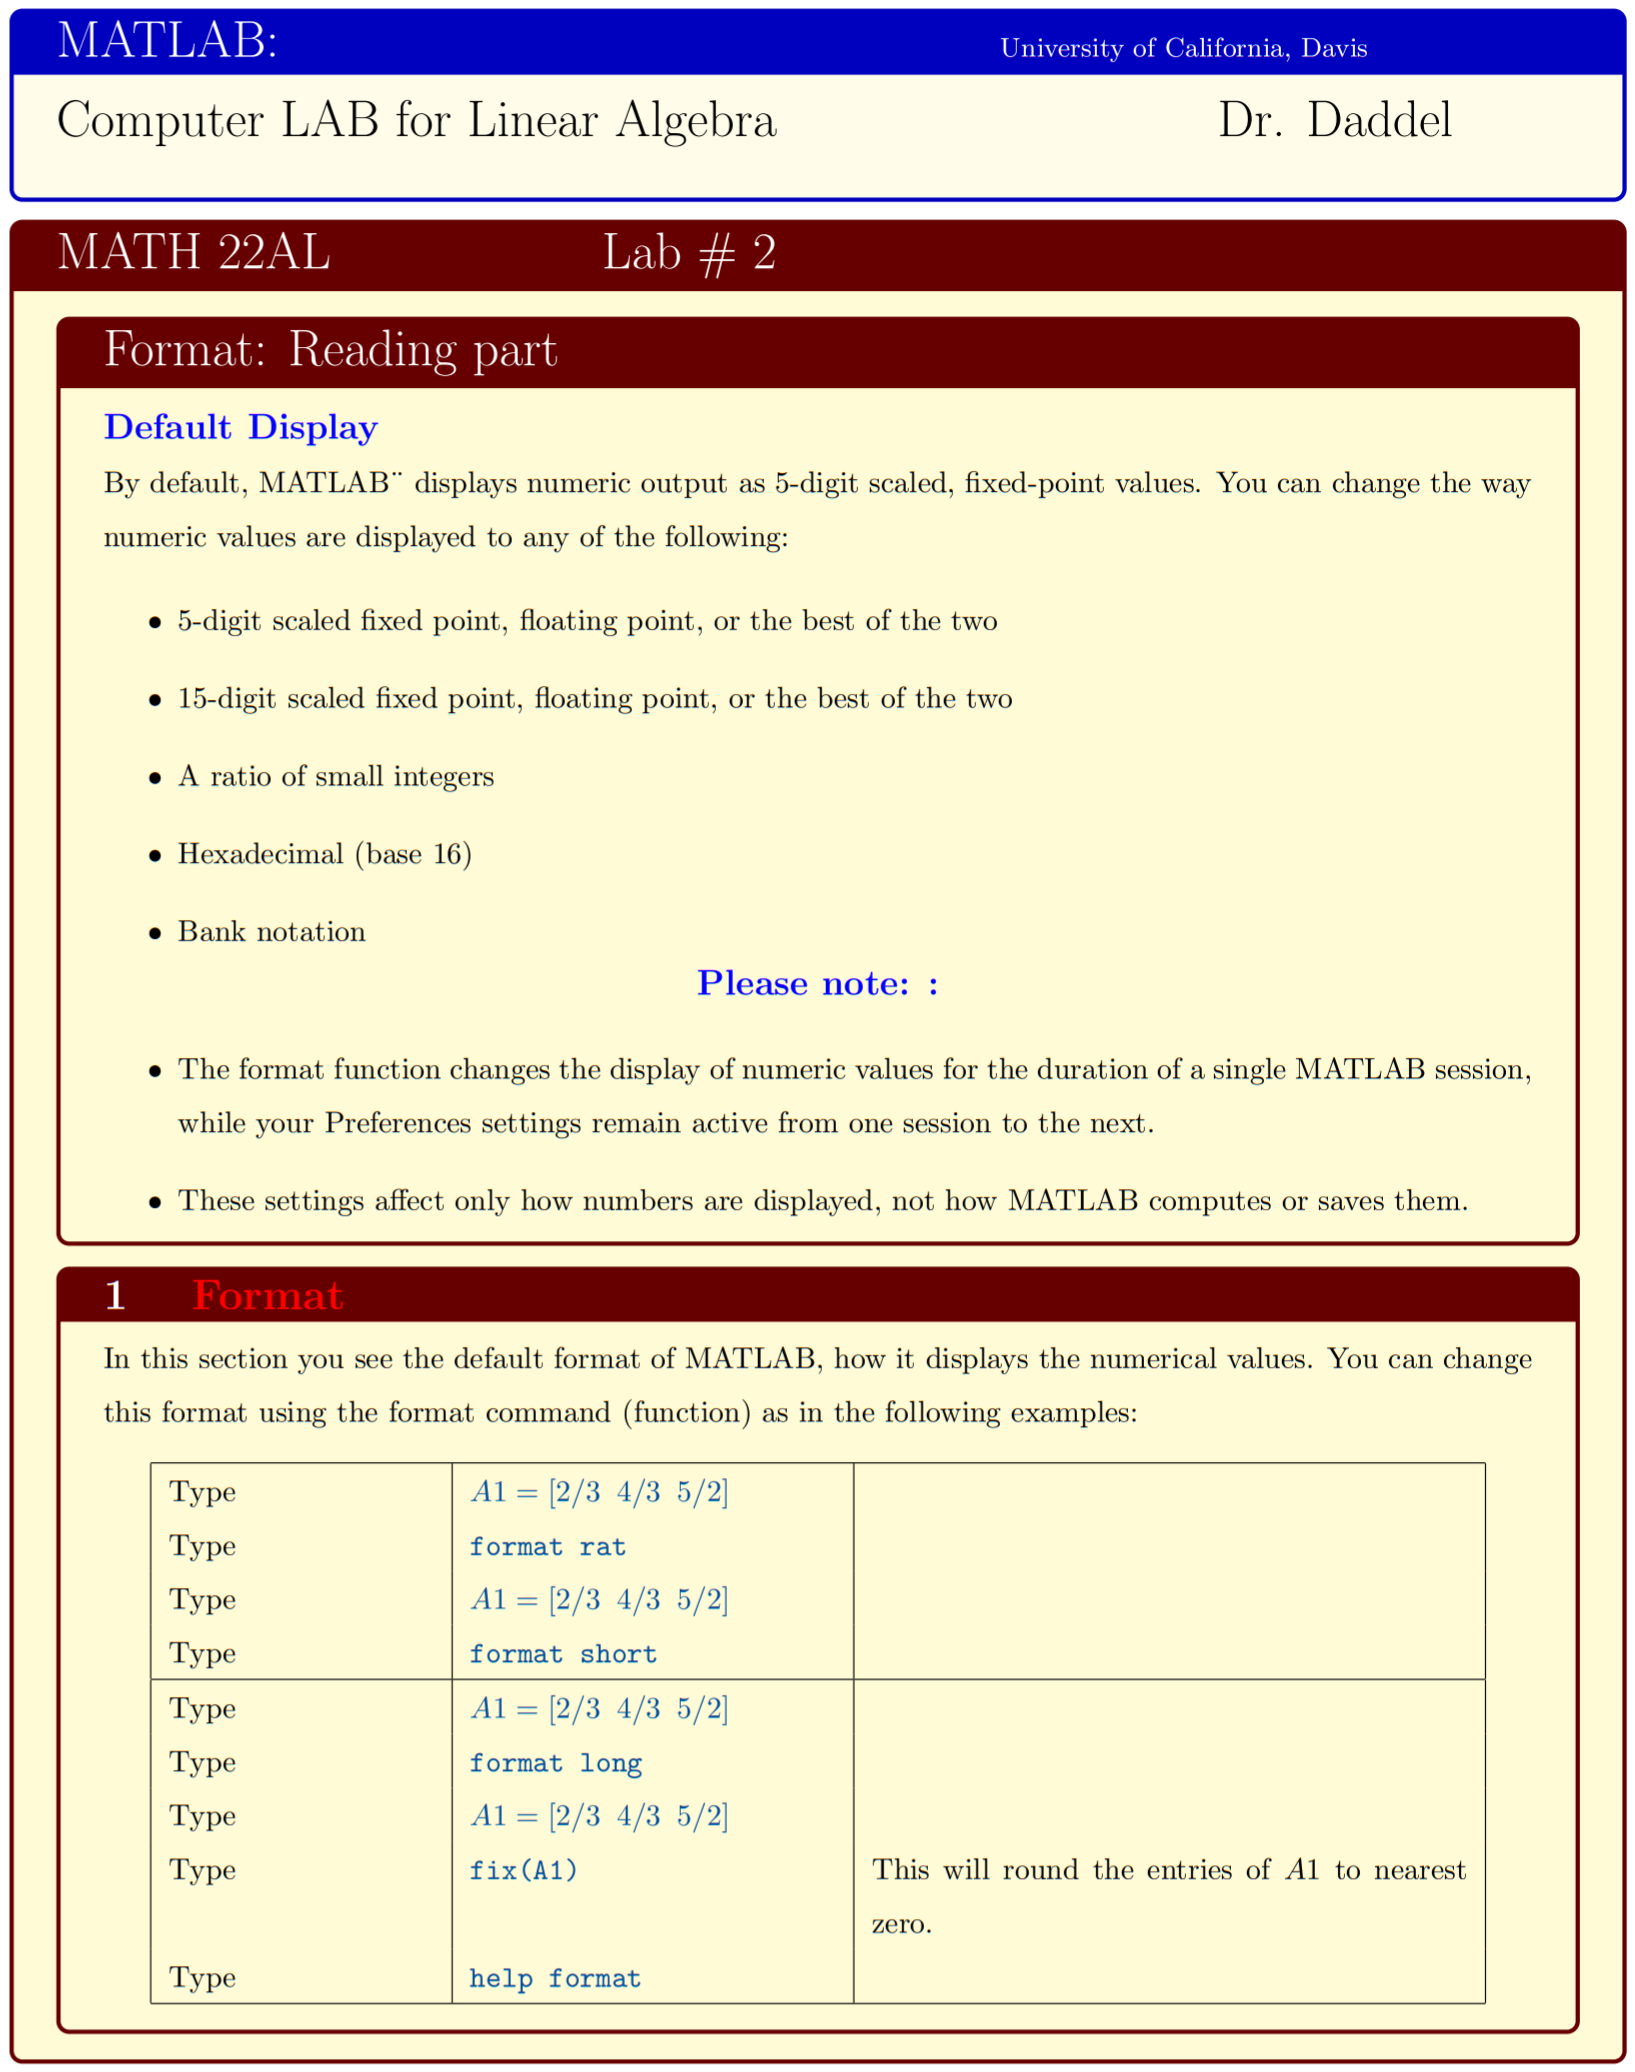 MATLAB: University of California, Davis
Computer LAB for Linear Algebra Dr. Daddel
MATH 22AL Lab # 2
Format: Reading part
Default Display
By default, MATLAB¨ displays numeric output as 5-digit scaled, fixed-point values. You can change the way
numeric values are displayed to any of the following:
• 5-digit scaled fixed point, floating point, or the best of the two
• 15-digit scaled fixed point, floating point, or the best of the two
• A ratio of small integers
• Hexadecimal (base 16)
• Bank notation
Please note: :
• The format function changes the display of numeric values for the duration of a single MATLAB session,
while your Preferences settings remain active from one session to the next.
• These settings affect only how numbers are displayed, not how MATLAB computes or saves them.
1 Format
In this section you see the default format of MATLAB, how it displays the numerical values. You can change
this format using the format command (function) as in the following examples:
Type A1 = [2/3 4/3 5/2]
Type format rat
Type A1 = [2/3 4/3 5/2]
Type format short
Type A1 = [2/3 4/3 5/2]
Type format long
Type A1 = [2/3 4/3 5/2]
Type fix(A1) This will round the entries of A1 to nearest
zero.
Type help format